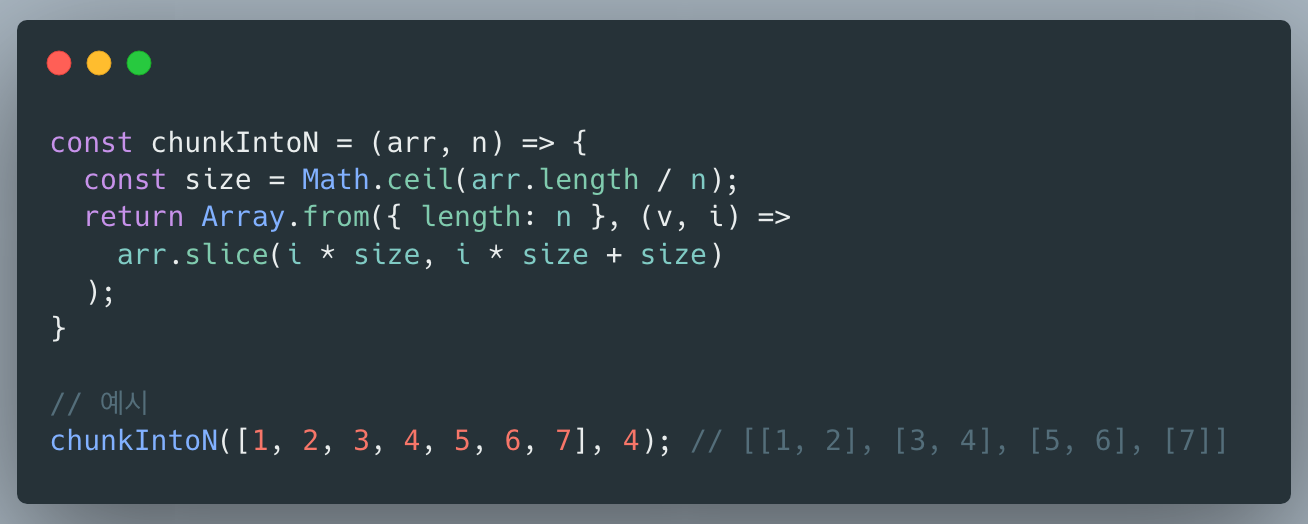 const chunkIntoN = (arr, n) => {
  const size = Math.ceil(arr.length / n);
  return Array.from({ length: n }, (v, i) =>
    arr.slice(i * size, i * size + size)
  );
}

// 예시
chunkIntoN([1, 2, 3, 4, 5, 6, 7], 4); // [[1, 2], [3, 4], [5, 6], [7]]